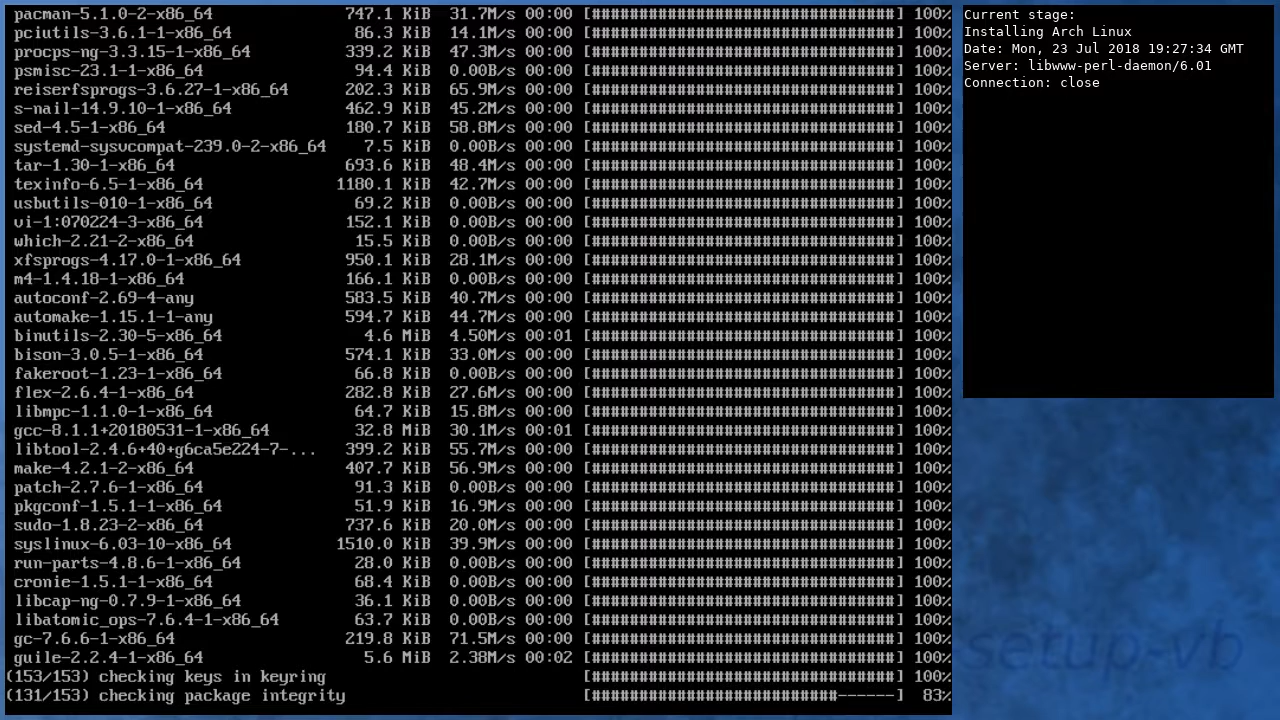 pacman-5.1.0-2-x86_64 747.1 KiB 31.7M/s 00:00 [################################] 100%
pciutils-3.6.1-1-x86_64 86.3 KiB 14.1M/s 00:00 [################################] 100%
procps-ng-3.3.15-1-x86_64 339.2 KiB 47.3M/s 00:00 [################################] 100%
psmisc-23.1-1-x86_64 94.4 KiB 0.00B/s 00:00 [################################] 100%
reiserfsprogs-3.6.27-1-x86_64 202.3 KiB 65.9M/s 00:00 [################################] 100%
s-nail-14.9.10-1-x86_64 462.9 KiB 45.2M/s 00:00 [################################] 100%
sed-4.5-1-x86_64 180.7 KiB 58.8M/s 00:00 [################################] 100%
systemd-sysvcompat-239.0-2-x86_64 7.5 KiB 0.00B/s 00:00 [################################] 100%
tar-1.30-1-x86_64 693.6 KiB 48.4M/s 00:00 [################################] 100%
texinfo-6.5-1-x86_64 1180.1 KiB 42.7M/s 00:00 [################################] 100%
usbutils-010-1-x86_64 69.2 KiB 0.00B/s 00:00 [################################] 100%
vi-1:070224-3-x86_64 152.1 KiB 0.00B/s 00:00 [################################] 100%
which-2.21-2-x86_64 15.5 KiB 0.00B/s 00:00 [################################] 100%
xfsprogs-4.17.0-1-x86_64 950.1 KiB 28.1M/s 00:00 [################################] 100%
m4-1.4.18-1-x86_64 166.1 KiB 0.00B/s 00:00 [################################] 100%
autoconf-2.69-4-any 583.5 KiB 40.7M/s 00:00 [################################] 100%
automake-1.15.1-1-any 594.7 KiB 44.7M/s 00:00 [################################] 100%
binutils-2.30-5-x86_64 4.6 MiB 4.50M/s 00:01 [################################] 100%
bison-3.0.5-1-x86_64 574.1 KiB 33.0M/s 00:00 [################################] 100%
fakeroot-1.23-1-x86_64 66.8 KiB 0.00B/s 00:00 [################################] 100%
flex-2.6.4-1-x86_64 282.8 KiB 27.6M/s 00:00 [################################] 100%
libmpc-1.1.0-1-x86_64 64.7 KiB 15.8M/s 00:00 [################################] 100%
gcc-8.1.1+20180531-1-x86_64 32.8 MiB 30.1M/s 00:01 [################################] 100%
libtool-2.4.6+40+g6ca5e224-7-... 399.2 KiB 55.7M/s 00:00 [################################] 100%
make-4.2.1-2-x86_64 407.7 KiB 56.9M/s 00:00 [################################] 100%
patch-2.7.6-1-x86_64 91.3 KiB 0.00B/s 00:00 [################################] 100%
pkgconf-1.5.1-1-x86_64 51.9 KiB 16.9M/s 00:00 [################################] 100%
sudo-1.8.23-2-x86_64 737.6 KiB 20.0M/s 00:00 [################################] 100%
syslinux-6.03-10-x86_64 1510.0 KiB 39.9M/s 00:00 [################################] 100%
run-parts-4.8.6-1-x86_64 28.0 KiB 0.00B/s 00:00 [################################] 100%
cronie-1.5.1-1-x86_64 68.4 KiB 0.00B/s 00:00 [################################] 100%
libcap-ng-0.7.9-1-x86_64 36.1 KiB 0.00B/s 00:00 [################################] 100%
libatomic_ops-7.6.4-1-x86_64 63.7 KiB 0.00B/s 00:00 [################################] 100%
gc-7.6.6-1-x86_64 219.8 KiB 71.5M/s 00:00 [################################] 100%
guile-2.2.4-1-x86_64 5.6 MiB 2.38M/s 00:02 [################################] 100%
(153/153) checking keys in keyring [################################] 100%
(131/153) checking package integrity [##########################------] 83%
Current stage:
Installing Arch Linux
Date: Mon, 23 Jul 2018 19:27:34 GMT
Server: libwww-perl-daemon/6.01
Connection: close
setup-vb